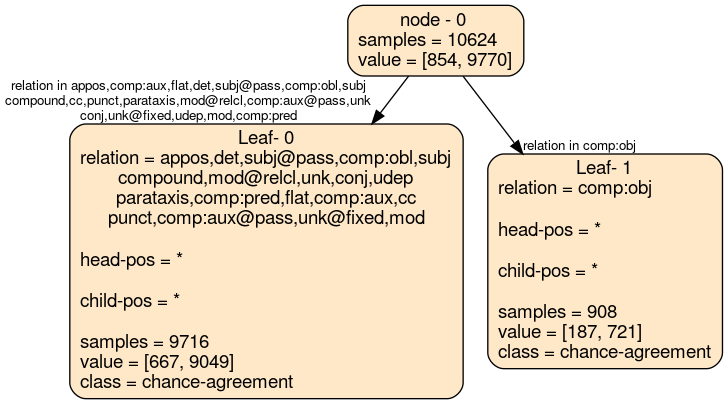 node - 0
samples = 10624
value = [854, 9770]
relation in appos,comp:aux,flat,det,subj@pass,comp:obl,subj
compound,cc,punct,parataxis,mod@relcl,comp:aux@pass,unk
conj,unk@fixed,udep,mod,comp:pred
relation in comp:obj
Leaf- 0
relation = appos,det,subj@pass,comp:obl,subj
compound,mod@relcl,unk,conj,udep
parataxis,comp:pred,flat,comp:aux,cc
punct,comp:aux@pass,unk@fixed,mod
head-pos = *
child-pos = *
samples = 9716
value = [667, 9049]
class = chance-agreement
Leaf- 1
relation = comp:obj
head-pos = *
child-pos = *
samples = 908
value = [187, 721]
class = chance-agreement